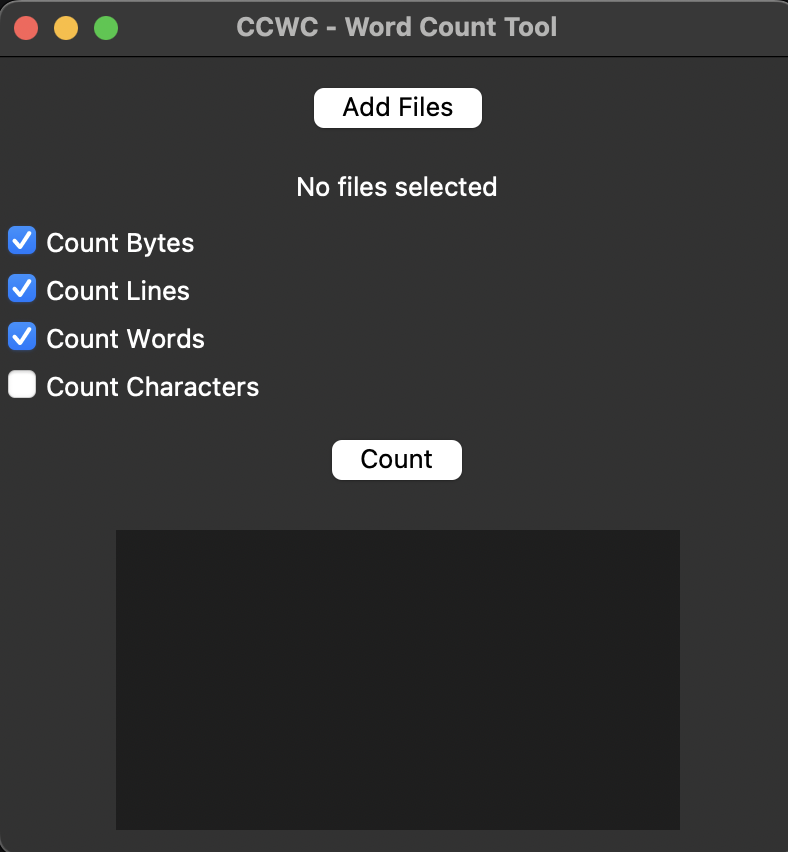 CCWC - Word Count Tool
Add Files
No files selected
Count Bytes
Count Lines
Count Words
Count Characters
Count